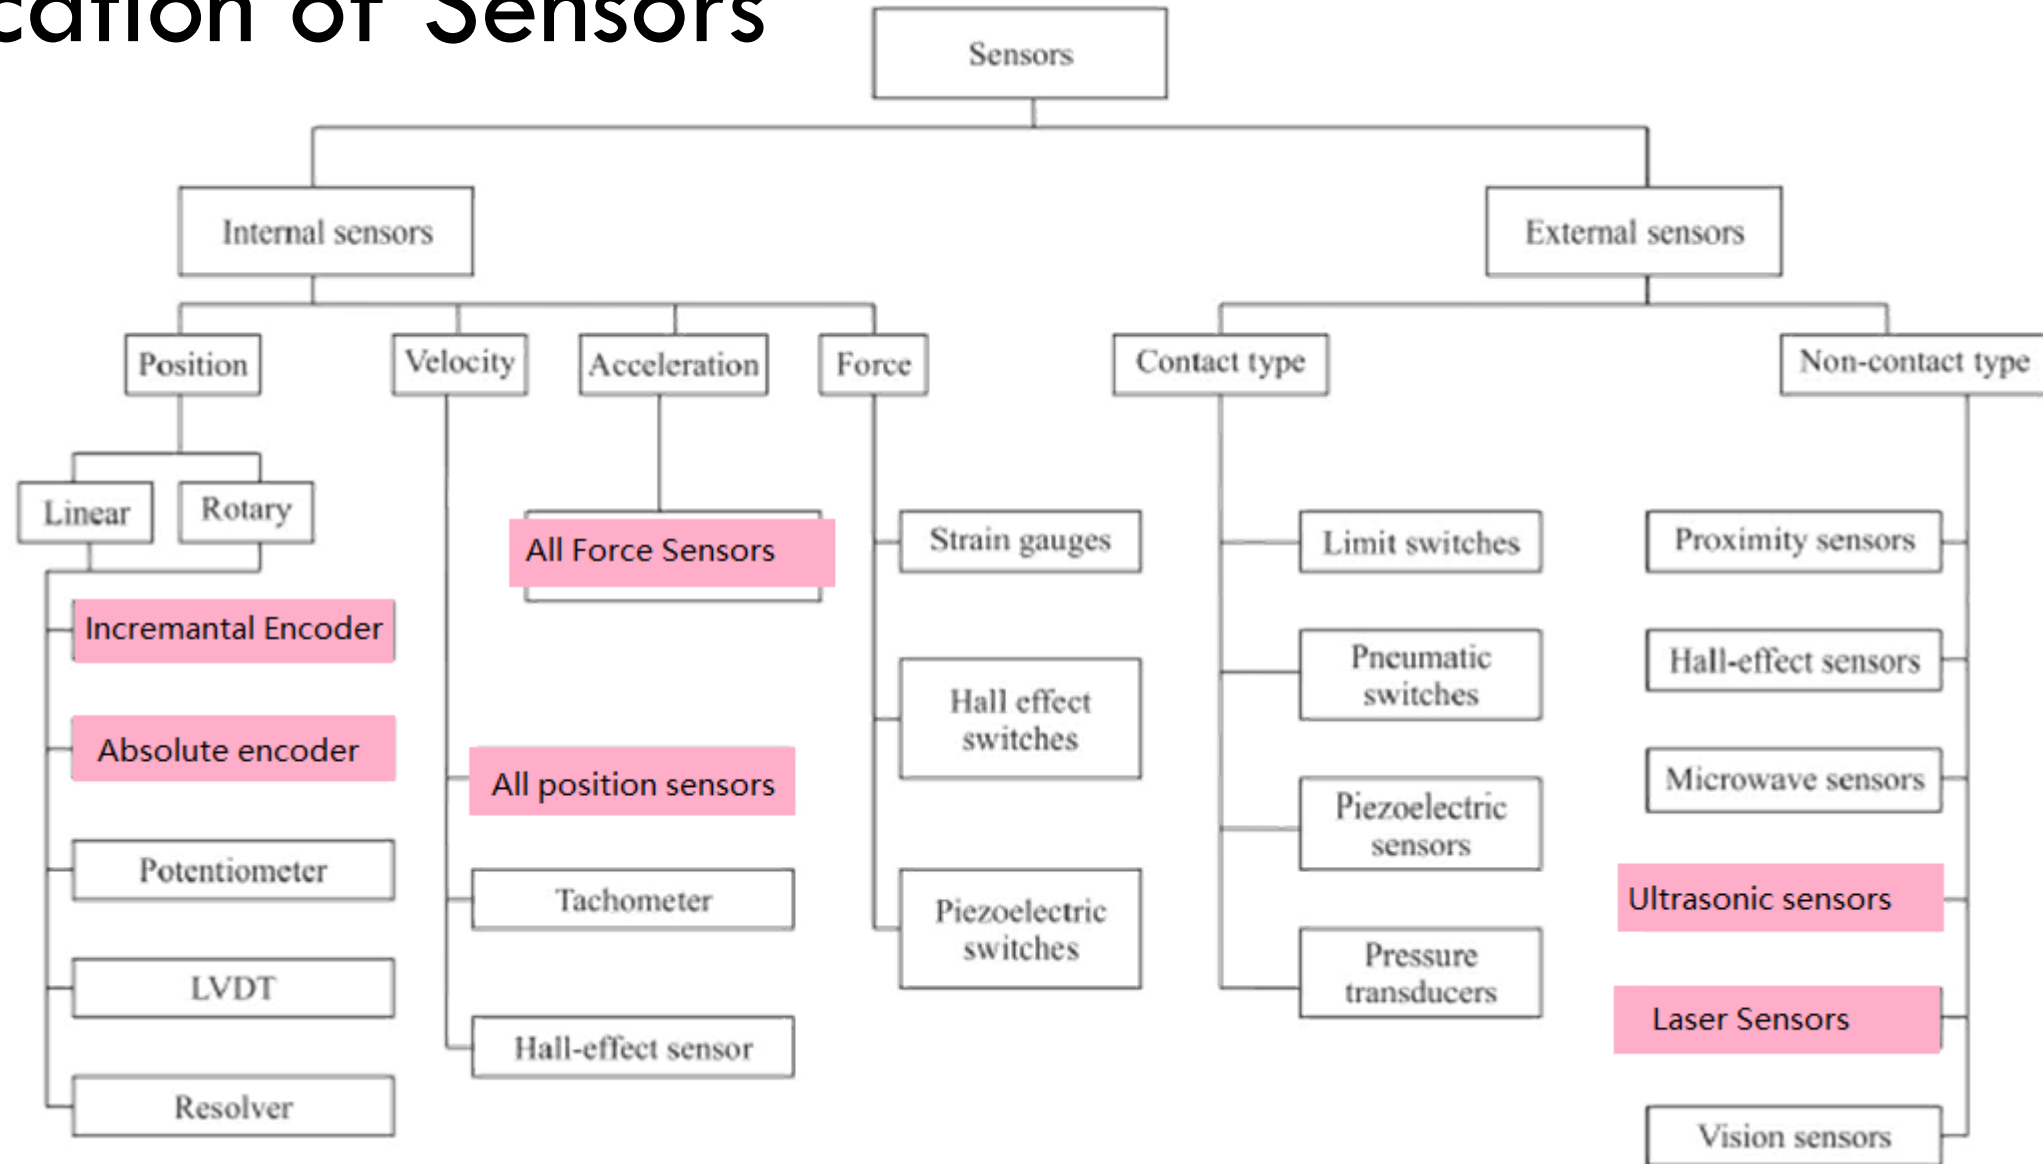 cation of Sensors
Sensors
Internal sensors
External sensors
Position
Velocity
Acceleration
Force
Contact type
Non-contact type
Linear
Rotary
Incremantal Encoder
Absolute encoder
Potentiometer
LVDT
Resolver
All position sensors
Tachometer
Hall-effect sensor
All Force Sensors
Strain gauges
Hall effect
switches
Piezoelectric
switches
Limit switches
Pneumatic
switches
Piezoelectric
sensors
Pressure
transducers
Proximity sensors
Hall-effect sensors
Microwave sensors
Ultrasonic sensors
Laser Sensors
Vision sensors